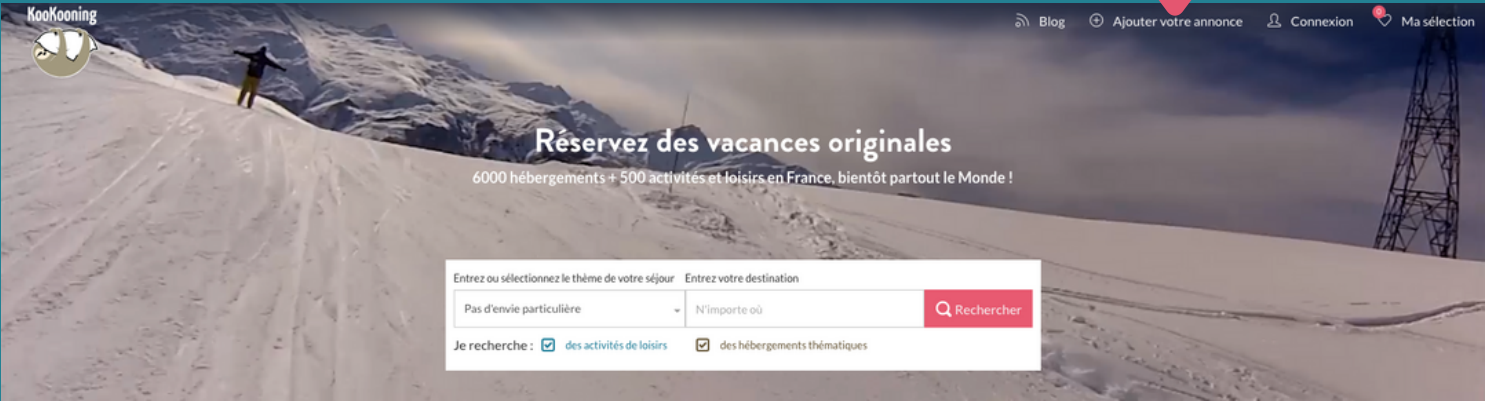 KooKooning
Blog
Ajouter votre annonce
Connexion
0
Ma sélection
Réservez des vacances originales
6000 hébergements + 500 activités et loisirs en France, bientôt partout le Monde !
Entrez ou sélectionnez le thème de votre séjour
Entrez votre destination
Pas d'envie particulière
N'importe où
Rechercher
Je recherche :
des activités de loisirs
des hébergements thématiques